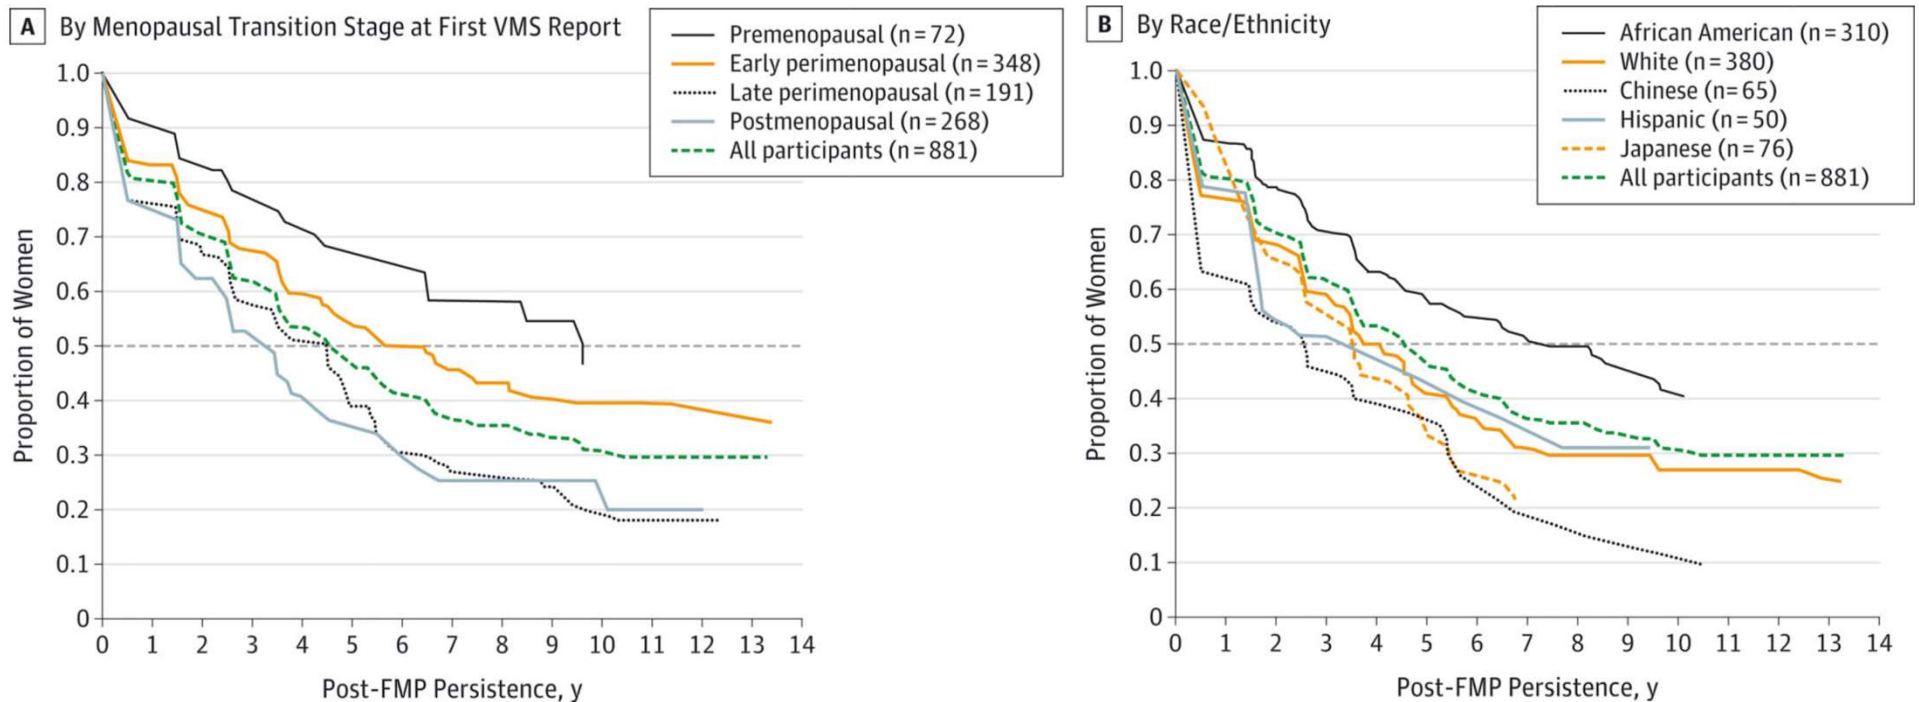 A By Menopausal Transition Stage at First VMS Report
Premenopausal (n=72)
Early perimenopausal (n=348)
Late perimenopausal (n=191)
Postmenopausal (n=268)
All participants (n=881)
Proportion of Women
1.0
0.9
0.8
0.7
0.6
0.5
0.4
0.3
0.2
0.1
0
0 1 2 3 4 5 6 7 8 9 10 11 12 13 14
Post-FMP Persistence, y
B By Race/Ethnicity
African American (n=310)
White (n=380)
Chinese (n=65)
Hispanic (n=50)
Japanese (n=76)
All participants (n=881)
Proportion of Women
1.0
0.9
0.8
0.7
0.6
0.5
0.4
0.3
0.2
0.1
0
0 1 2 3 4 5 6 7 8 9 10 11 12 13 14
Post-FMP Persistence, y